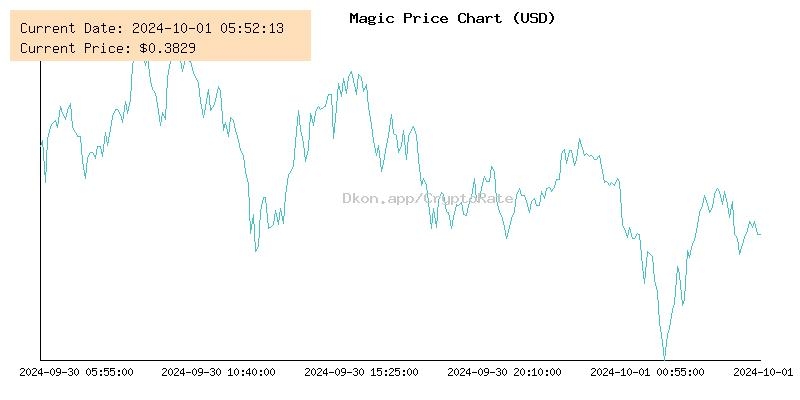 Magic Price Chart (USD)
Current Date: 2024-10-01 05:52:13
Current Price: $0.3829
Dkon.app/CryptoRate
2024-09-30 05:55:00 2024-09-30 10:40:00 2024-09-30 15:25:00 2024-09-30 20:10:00 2024-10-01 00:55:00 2024-10-01